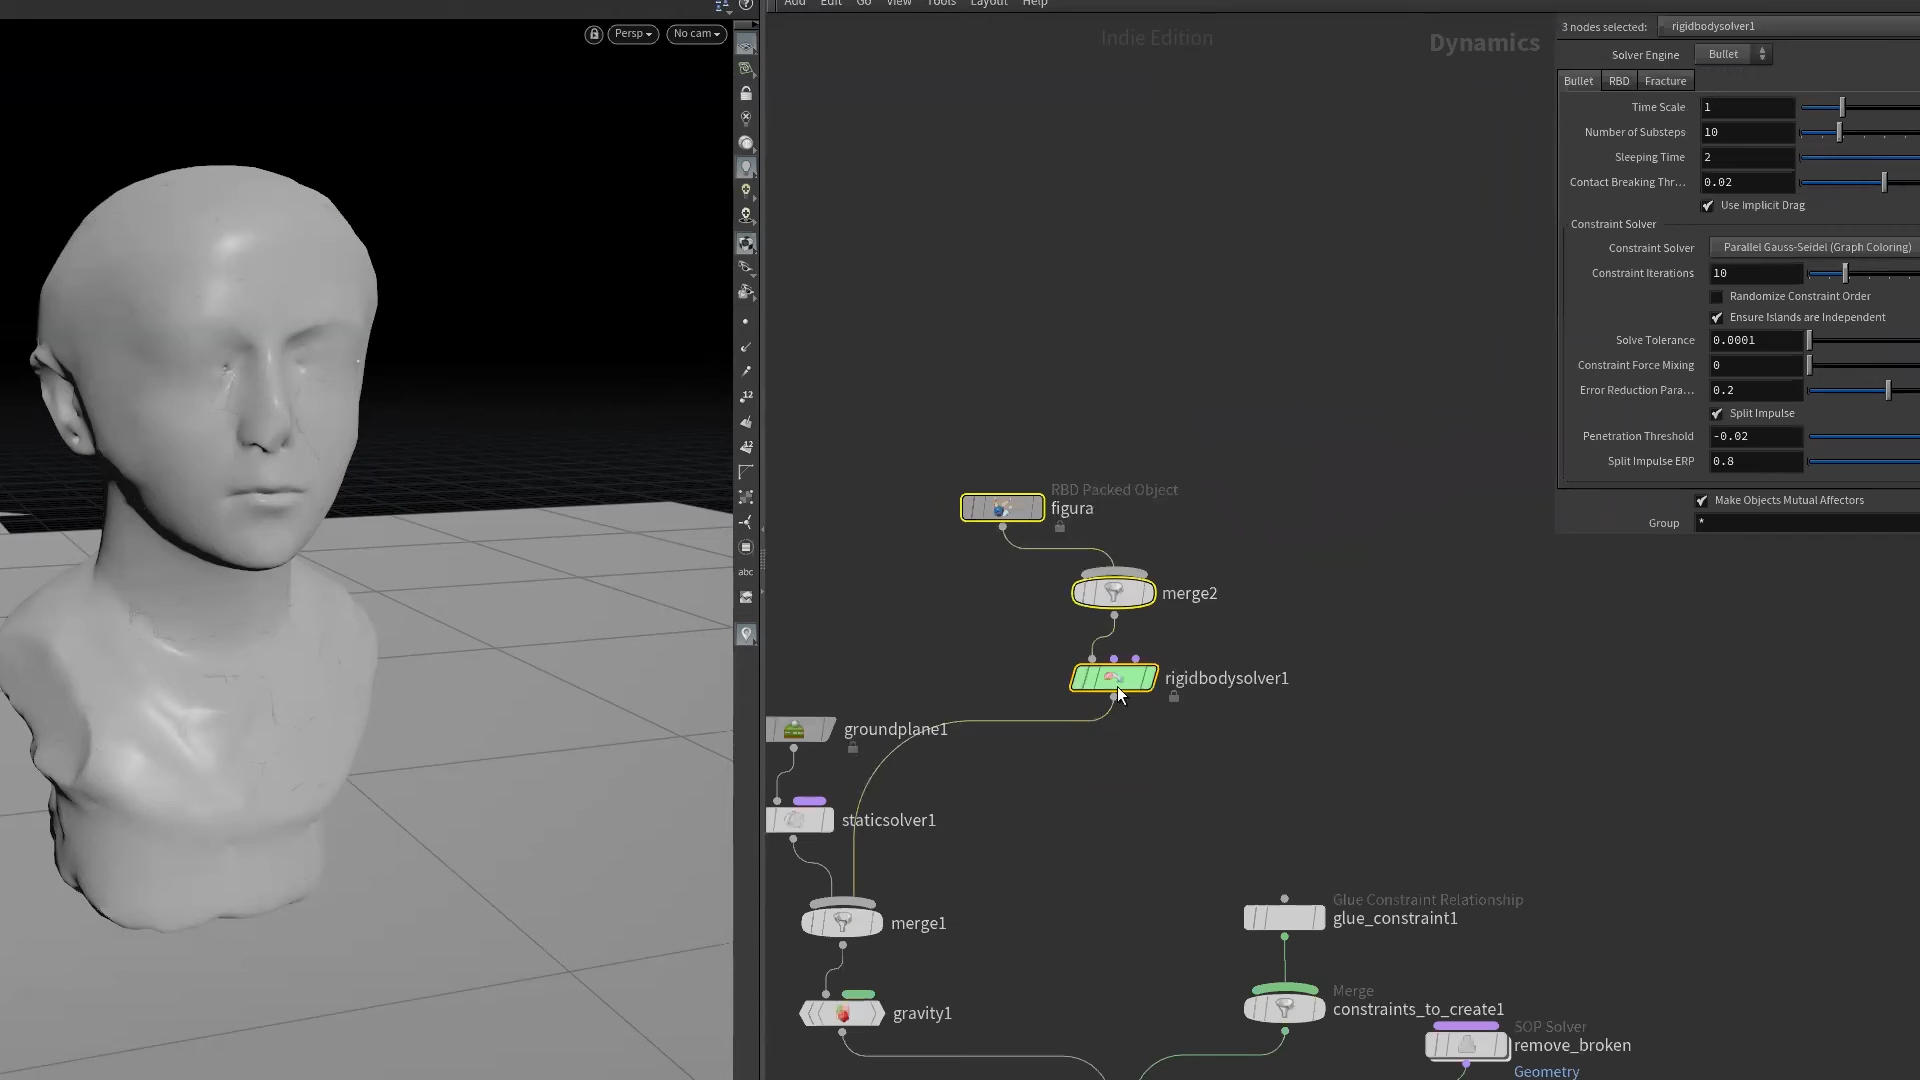 Add Edit Go View Tools Layout Help
Persp
No cam
Indie Edition
Dynamics
3 nodes selected: rigidbodysolver1
Solver Engine Bullet
Bullet RBD Fracture
Time Scale 1
Number of Substeps 10
Sleeping Time 2
Contact Breaking Thr... 0.02
Use Implicit Drag
Constraint Solver
Constraint Solver Parallel Gauss-Seidel (Graph Coloring)
Constraint Iterations 10
Randomize Constraint Order
Ensure Islands are Independent
Solve Tolerance 0.0001
Constraint Force Mixing 0
Error Reduction Para... 0.2
Split Impulse
Penetration Threshold -0.02
Split Impulse ERP 0.8
Make Objects Mutual Affectors
Group *
12
12
abc
RBD Packed Object
figura
merge2
rigidbodysolver1
groundplane1
staticsolver1
merge1
gravity1
Glue Constraint Relationship
glue_constraint1
Merge
constraints_to_create1
SOP Solver
remove_broken
Geometry